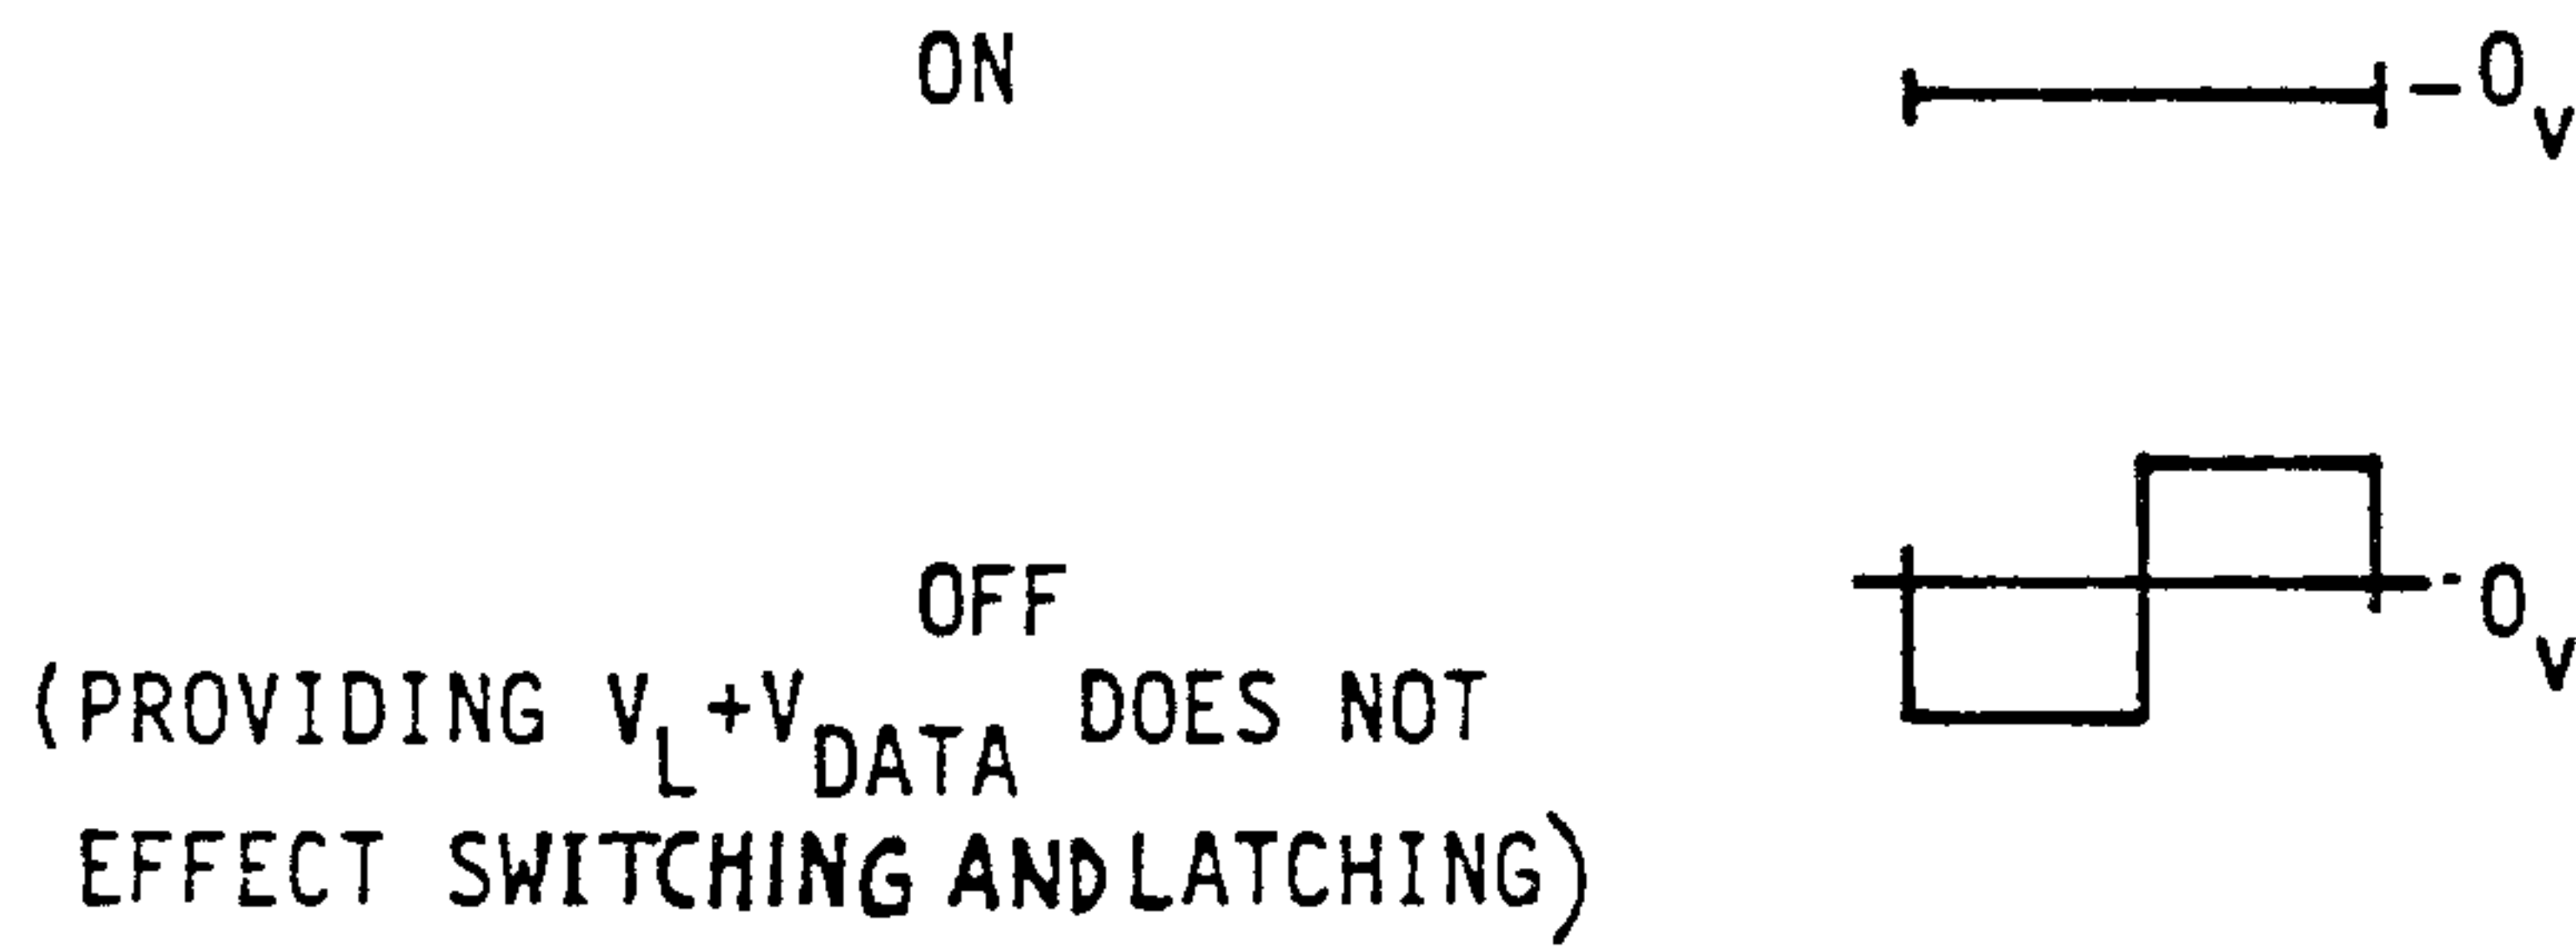 ON
-0V
OFF
-0V
(PROVIDING VL+VDATA DOES NOT
EFFECT SWITCHING AND LATCHING)